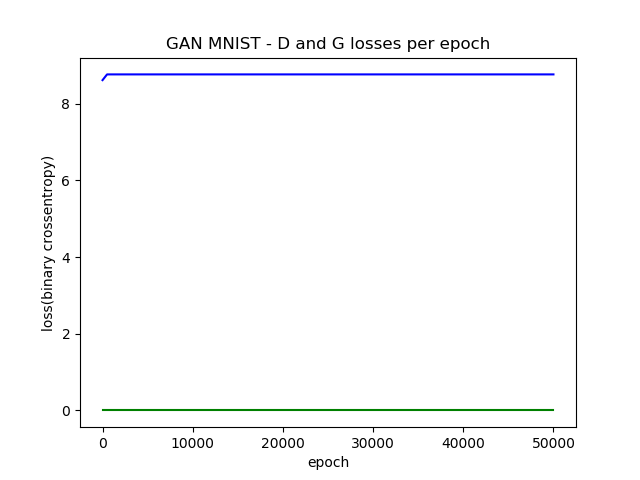 GAN MNIST - D and G losses per epoch
8
6
4
2
0
loss(binary crossentropy)
0 10000 20000 30000 40000 50000
epoch